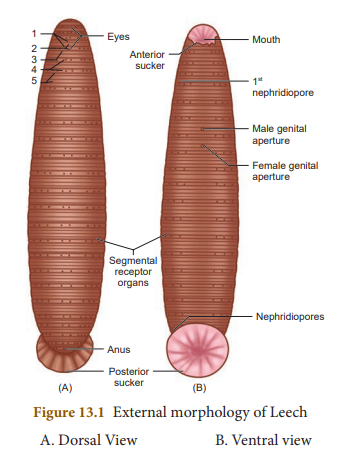 1
2
3
4
5
Eyes
Anterior
sucker
Mouth
1st
nephridiopore
Male genital
aperture
Female genital
aperture
Segmental
receptor
organs
Nephridiopores
Anus
Posterior
sucker
(A)
(B)
Figure 13.1 External morphology of Leech
A. Dorsal View
B. Ventral view